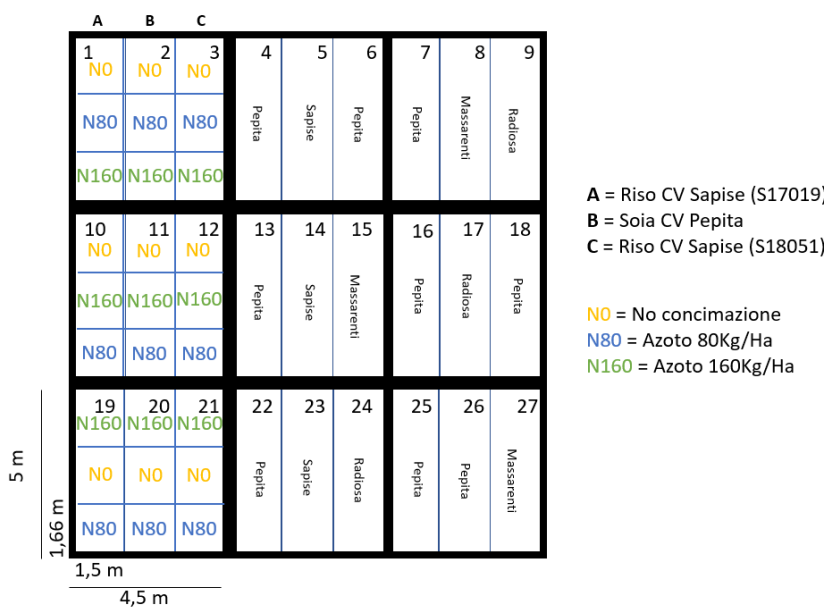 A B C
1 2 3 4 5 6 7 8 9
N0 N0 N0
N80 N80 N80
N160 N160 N160
Pepita
Sapise
Pepita
Pepita
Massarenti
Radiosa
10 11 12 13 14 15 16 17 18
N0 N0 N0
N160 N160 N160
N80 N80 N80
Pepita
Sapise
Massarenti
Pepita
Radiosa
Pepita
19 20 21 22 23 24 25 26 27
N160 N160 N160
N0 N0 N0
N80 N80 N80
Pepita
Sapise
Radiosa
Pepita
Pepita
Massarenti
5 m
1,66 m
1,5 m
4,5 m
A = Riso CV Sapise (S17019)
B = Soia CV Pepita
C = Riso CV Sapise (S18051)
N0 = No concimazione
N80 = Azoto 80Kg/Ha
N160 = Azoto 160Kg/Ha